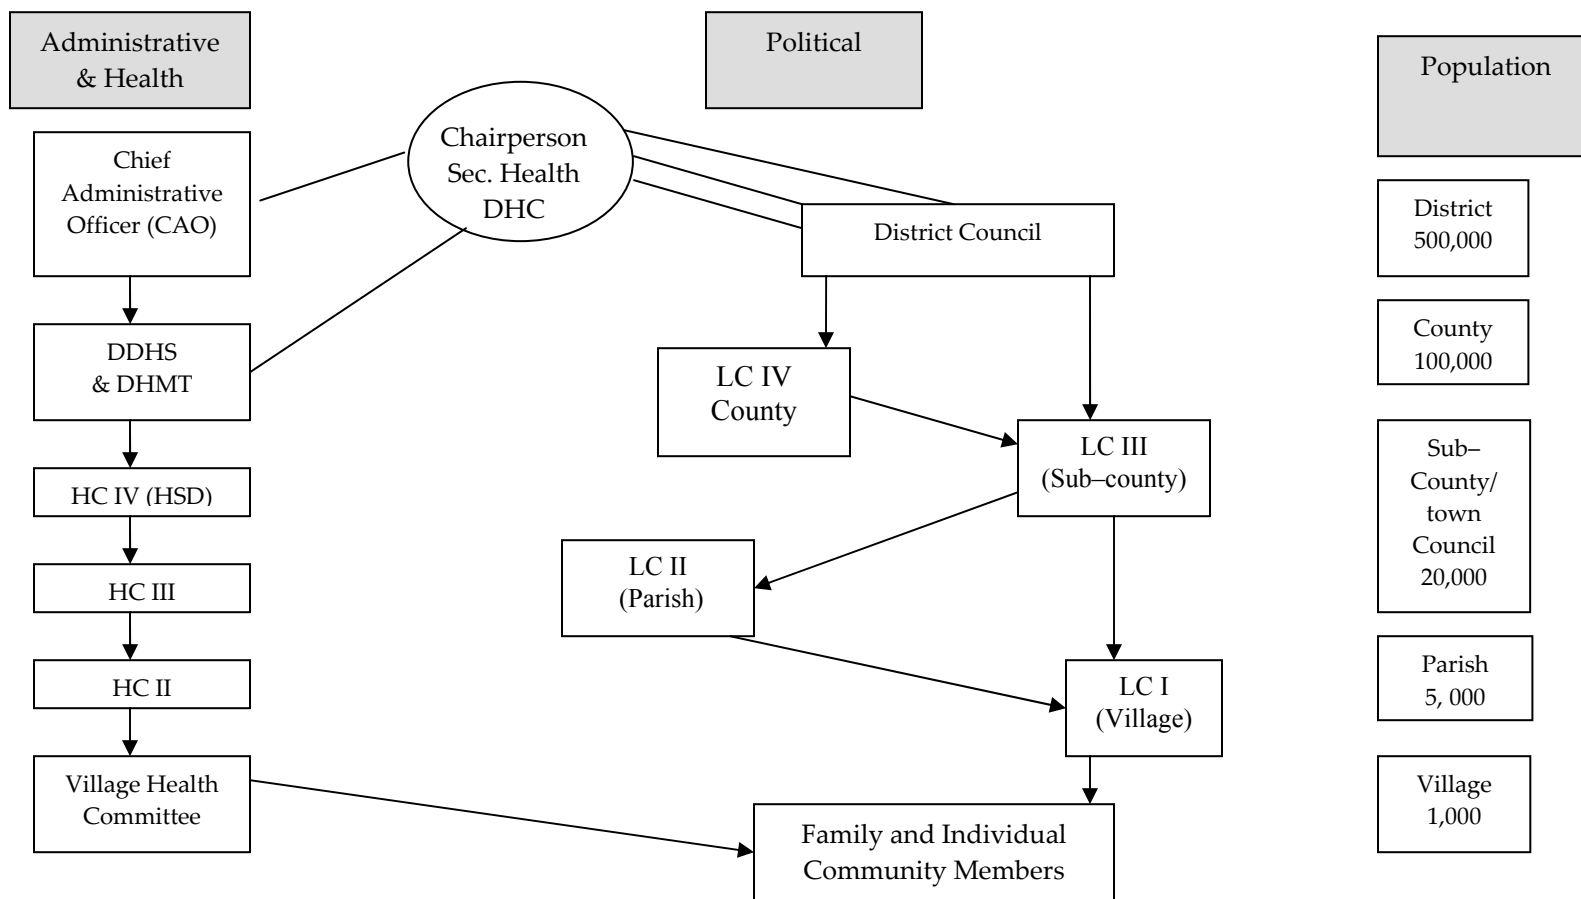 Administrative
& Health
Political
Population
Chief
Administrative
Officer (CAO)
Chairperson
Sec. Health
DHC
District Council
District
500,000
DDHS
& DHMT
LC IV
County
County
100,000
HC IV (HSD)
LC III
(Sub–county)
Sub–
County/
town
Council
20,000
HC III
LC II
(Parish)
HC II
LC I
(Village)
Parish
5, 000
Village Health
Committee
Family and Individual
Community Members
Village
1,000